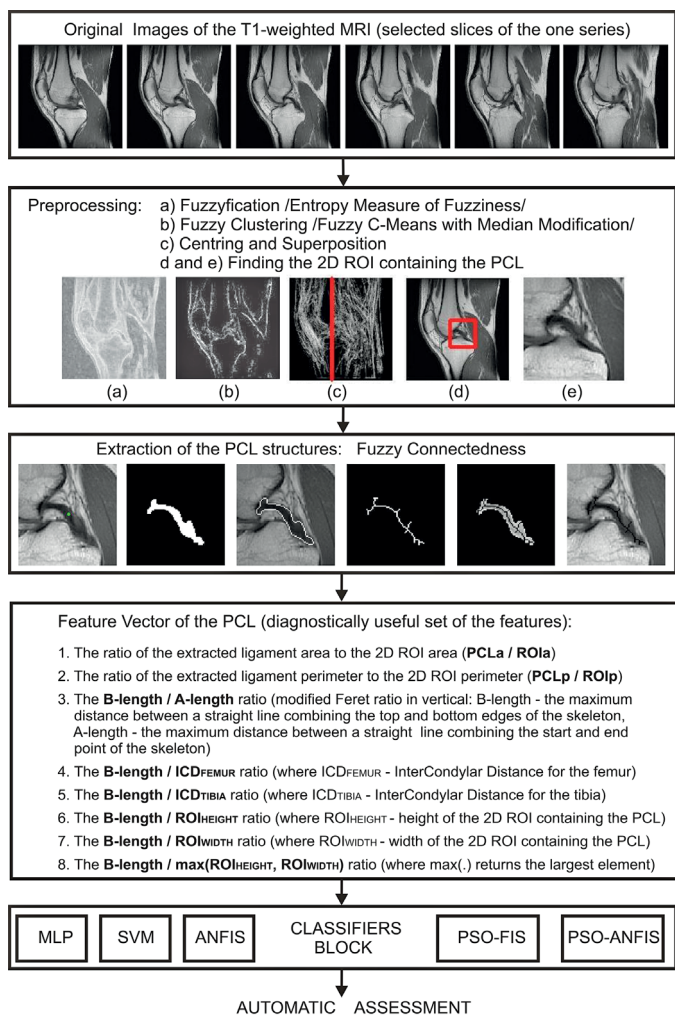 Original Images of the T1-weighted MRI (selected slices of the one series)
Preprocessing: a) Fuzzyfication /Entropy Measure of Fuzziness/
b) Fuzzy Clustering /Fuzzy C-Means with Median Modification/
c) Centring and Superposition
d and e) Finding the 2D ROI containing the PCL
(a) (b) (c) (d) (e)
Extraction of the PCL structures: Fuzzy Connectedness
Feature Vector of the PCL (diagnostically useful set of the features):
1. The ratio of the extracted ligament area to the 2D ROI area (PCLa / ROIa)
2. The ratio of the extracted ligament perimeter to the 2D ROI perimeter (PCLp / ROIp)
3. The B-length / A-length ratio (modified Feret ratio in vertical: B-length - the maximum
distance between a straight line combining the top and bottom edges of the skeleton,
A-length - the maximum distance between a straight line combining the start and end
point of the skeleton)
4. The B-length / ICDFEMUR ratio (where ICDFEMUR - InterCondylar Distance for the femur)
5. The B-length / ICDTIBIA ratio (where ICDTIBIA - InterCondylar Distance for the tibia)
6. The B-length / ROIHEIGHT ratio (where ROIHEIGHT - height of the 2D ROI containing the PCL)
7. The B-length / ROIWIDTH ratio (where ROIWIDTH - width of the 2D ROI containing the PCL)
8. The B-length / max(ROIHEIGHT, ROIWIDTH) ratio (where max(.) returns the largest element)
MLP SVM ANFIS CLASSIFIERS BLOCK PSO-FIS PSO-ANFIS
AUTOMATIC ASSESSMENT